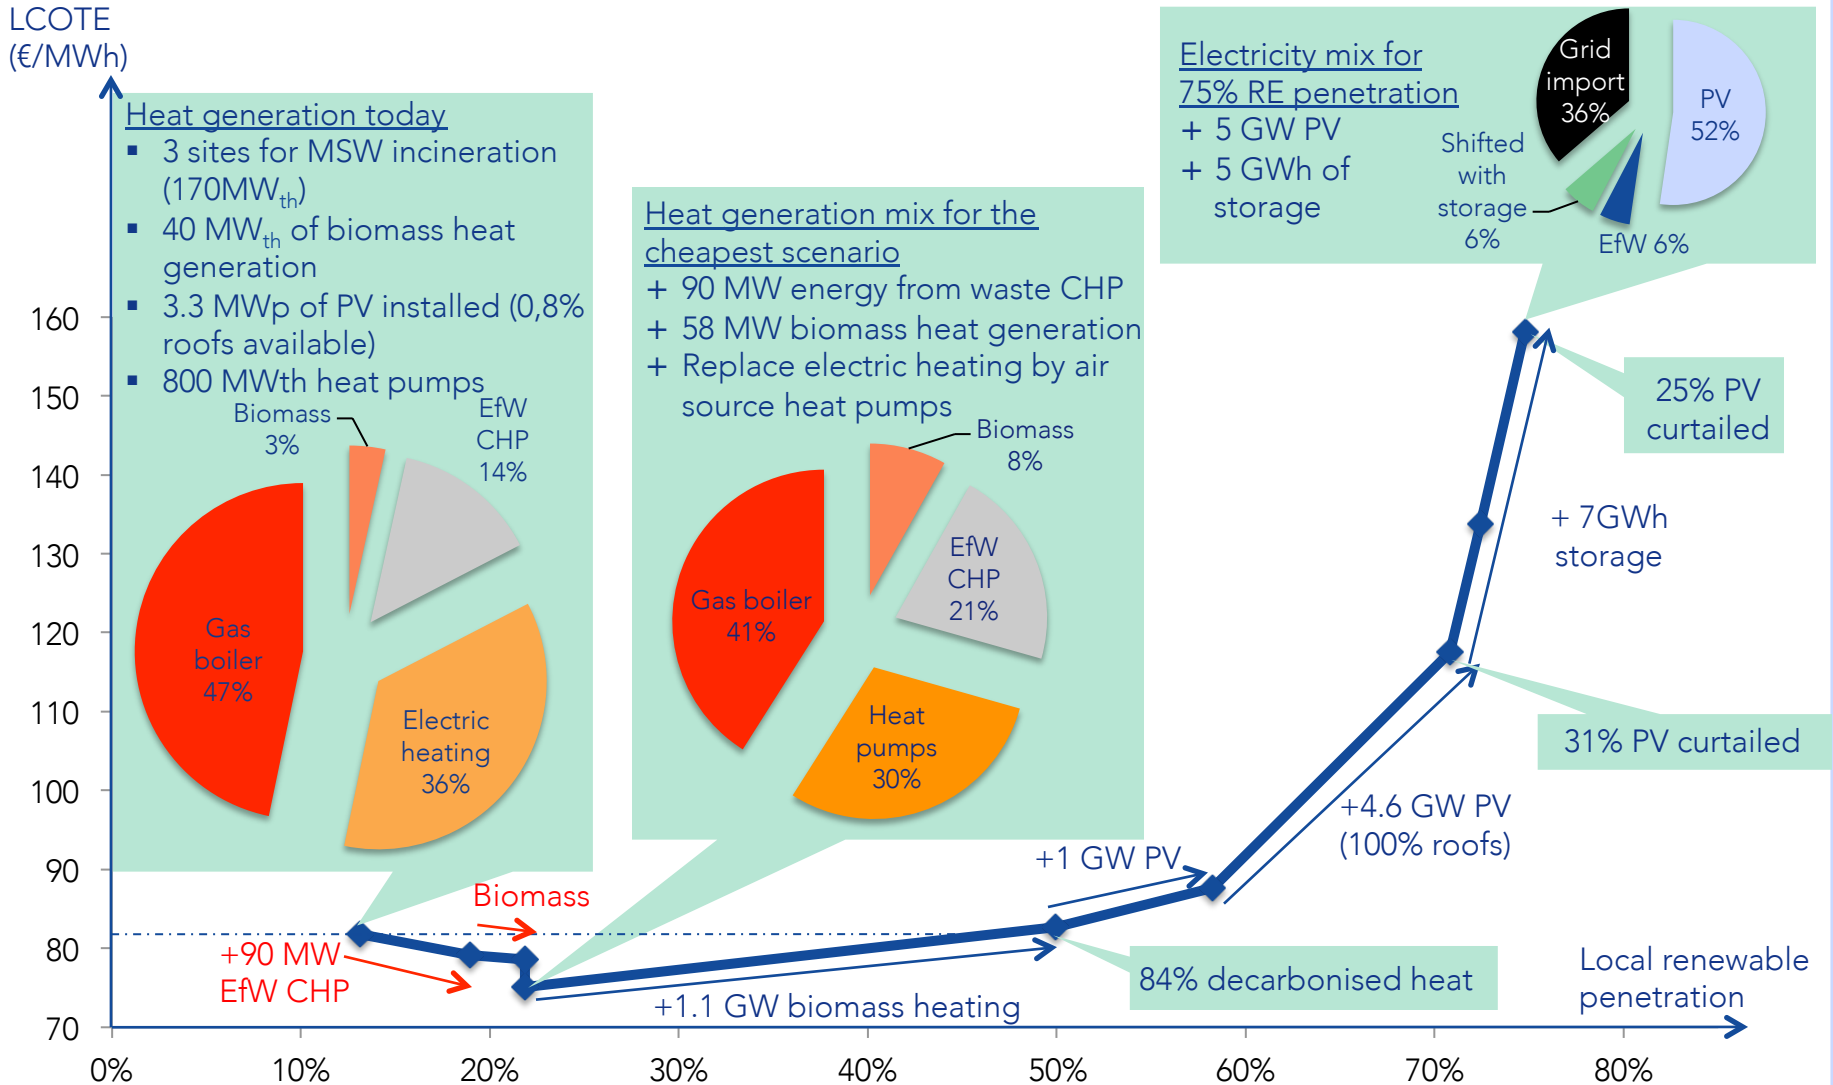 LCOTE
(€/MWh)
Heat generation today
▪ 3 sites for MSW incineration
(170MWth)
▪ 40 MWth of biomass heat
generation
▪ 3.3 MWp of PV installed (0,8%
roofs available)
▪ 800 MWth heat pumps
Biomass
3%
EfW
CHP
14%
Gas
boiler
47%
Electric
heating
36%
Heat generation mix for the
cheapest scenario
+ 90 MW energy from waste CHP
+ 58 MW biomass heat generation
+ Replace electric heating by air
source heat pumps
Biomass
8%
EfW
CHP
21%
Gas boiler
41%
Heat
pumps
30%
Electricity mix for
75% RE penetration
+ 5 GW PV
+ 5 GWh of
storage
Grid
import
36%
PV
52%
Shifted
with
storage
6%
EfW 6%
25% PV
curtailed
+ 7GWh
storage
31% PV curtailed
+4.6 GW PV
(100% roofs)
+1 GW PV
84% decarbonised heat
+1.1 GW biomass heating
Biomass
+90 MW
EfW CHP
Local renewable
penetration
160
150
140
130
120
110
100
90
80
70
0%
10%
20%
30%
40%
50%
60%
70%
80%